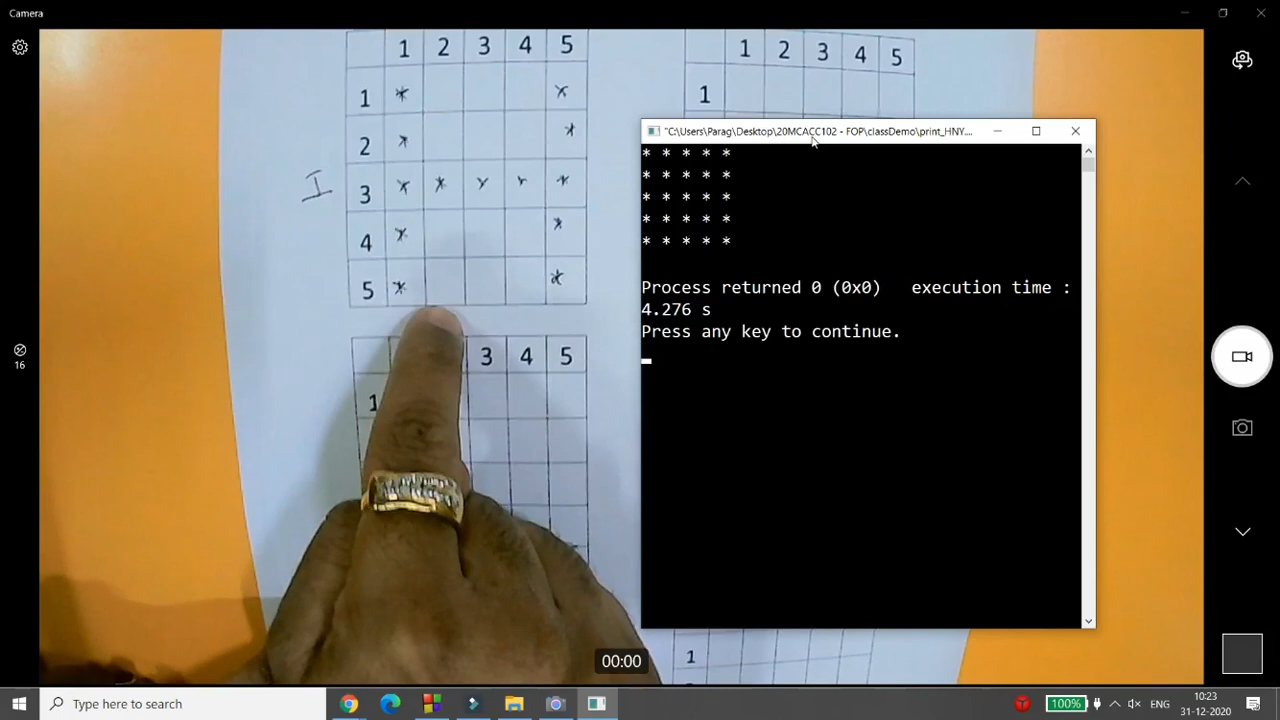 Camera
1 2 3 4 5
1 * *
2 * *
I 3 * * * * *
4 * *
5 * *
3 4 5
1
1 2 3 4 5
1
"C:\Users\Parag\Desktop\20MCACC102 - FOP\classDemo\print_HNY....
* * * * *
* * * * *
* * * * *
* * * * *
* * * * *
Process returned 0 (0x0) execution time :
4.276 s
Press any key to continue.
1
16
00:00
Type here to search
100%
ENG
10:23
31-12-2020